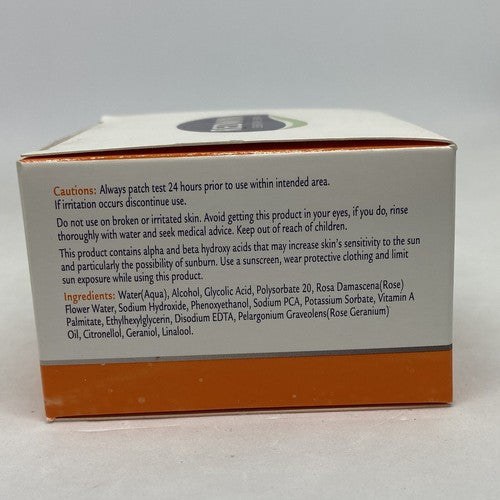 Cautions: Always patch test 24 hours prior to use within intended area.
If irritation occurs discontinue use.
Do not use on broken or irritated skin. Avoid getting this product in your eyes, if you do, rinse
thoroughly with water and seek medical advice. Keep out of reach of children.
This product contains alpha and beta hydroxy acids that may increase skin's sensitivity to the sun
and particularly the possibility of sunburn. Use a sunscreen, wear protective clothing and limit
sun exposure while using this product.
Ingredients: Water(Aqua), Alcohol, Glycolic Acid, Polysorbate 20, Rosa Damascena(Rose)
Flower Water, Sodium Hydroxide, Phenoxyethanol, Sodium PCA, Potassium Sorbate, Vitamin A
Palmitate, Ethylhexylglycerin, Disodium EDTA, Pelargonium Graveolens(Rose Geranium)
Oil, Citronellol, Geraniol, Linalool.